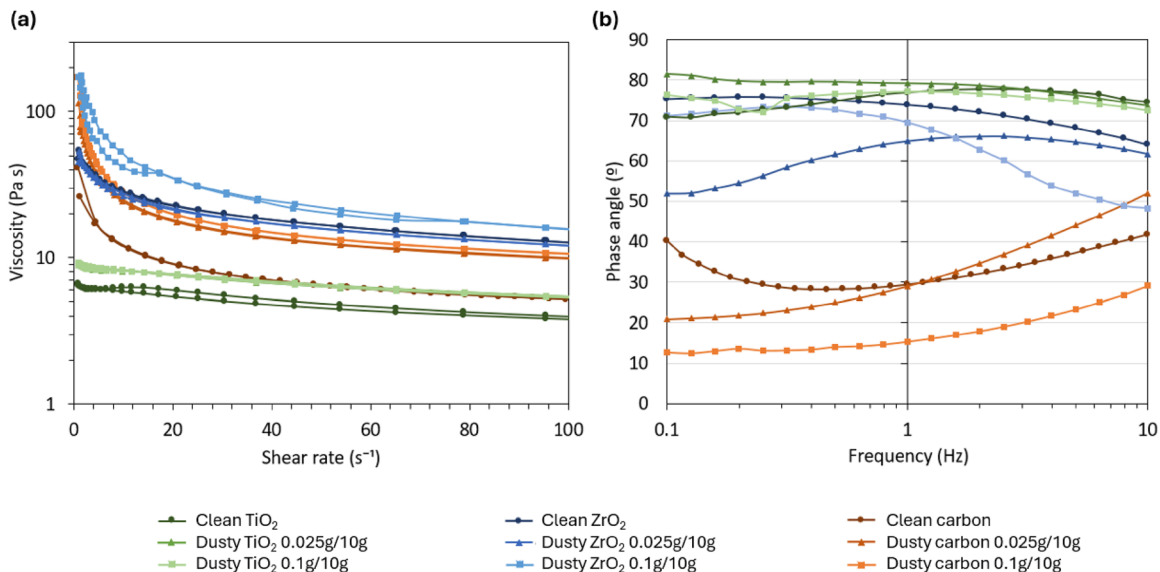 (a)
(b)
Viscosity (Pa s)
100
10
1
0
20
40
60
80
100
Shear rate (s⁻¹)
Phase angle (º)
90
80
70
60
50
40
30
20
10
0
0.1
1
10
Frequency (Hz)
Clean TiO₂
Dusty TiO₂ 0.025g/10g
Dusty TiO₂ 0.1g/10g
Clean ZrO₂
Dusty ZrO₂ 0.025g/10g
Dusty ZrO₂ 0.1g/10g
Clean carbon
Dusty carbon 0.025g/10g
Dusty carbon 0.1g/10g